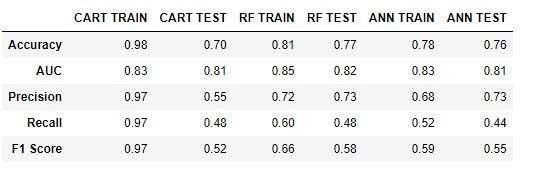 CART TRAIN CART TEST RF TRAIN RF TEST ANN TRAIN ANN TEST
Accuracy 0.98 0.70 0.81 0.77 0.78 0.76
AUC 0.83 0.81 0.85 0.82 0.83 0.81
Precision 0.97 0.55 0.72 0.73 0.68 0.73
Recall 0.97 0.48 0.60 0.48 0.52 0.44
F1 Score 0.97 0.52 0.66 0.58 0.59 0.55